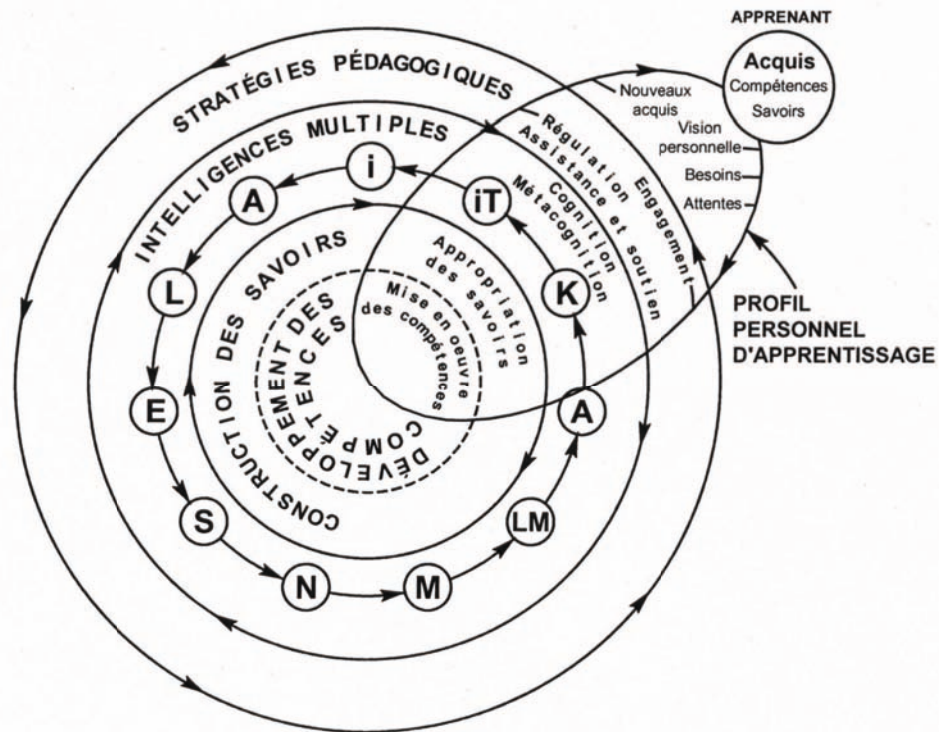 APPRENANT
Acquis
Compétences
Savoirs
Nouveaux
acquis
Vision
personnelle
Besoins
Attentes
PROFIL
PERSONNEL
D'APPRENTISSAGE
STRATÉGIES PÉDAGOGIQUES
Régulation Engagement
Assistance et soutien
INTELLIGENCES MULTIPLES
Cognition
Métacognition
i
iT
K
A
LM
M
N
S
E
L
A
CONSTRUCTION DES SAVOIRS
Appropriation
des savoirs
DÉVELOPPEMENT DES
COMPÉTENCES
Mise en oeuvre
des compétences